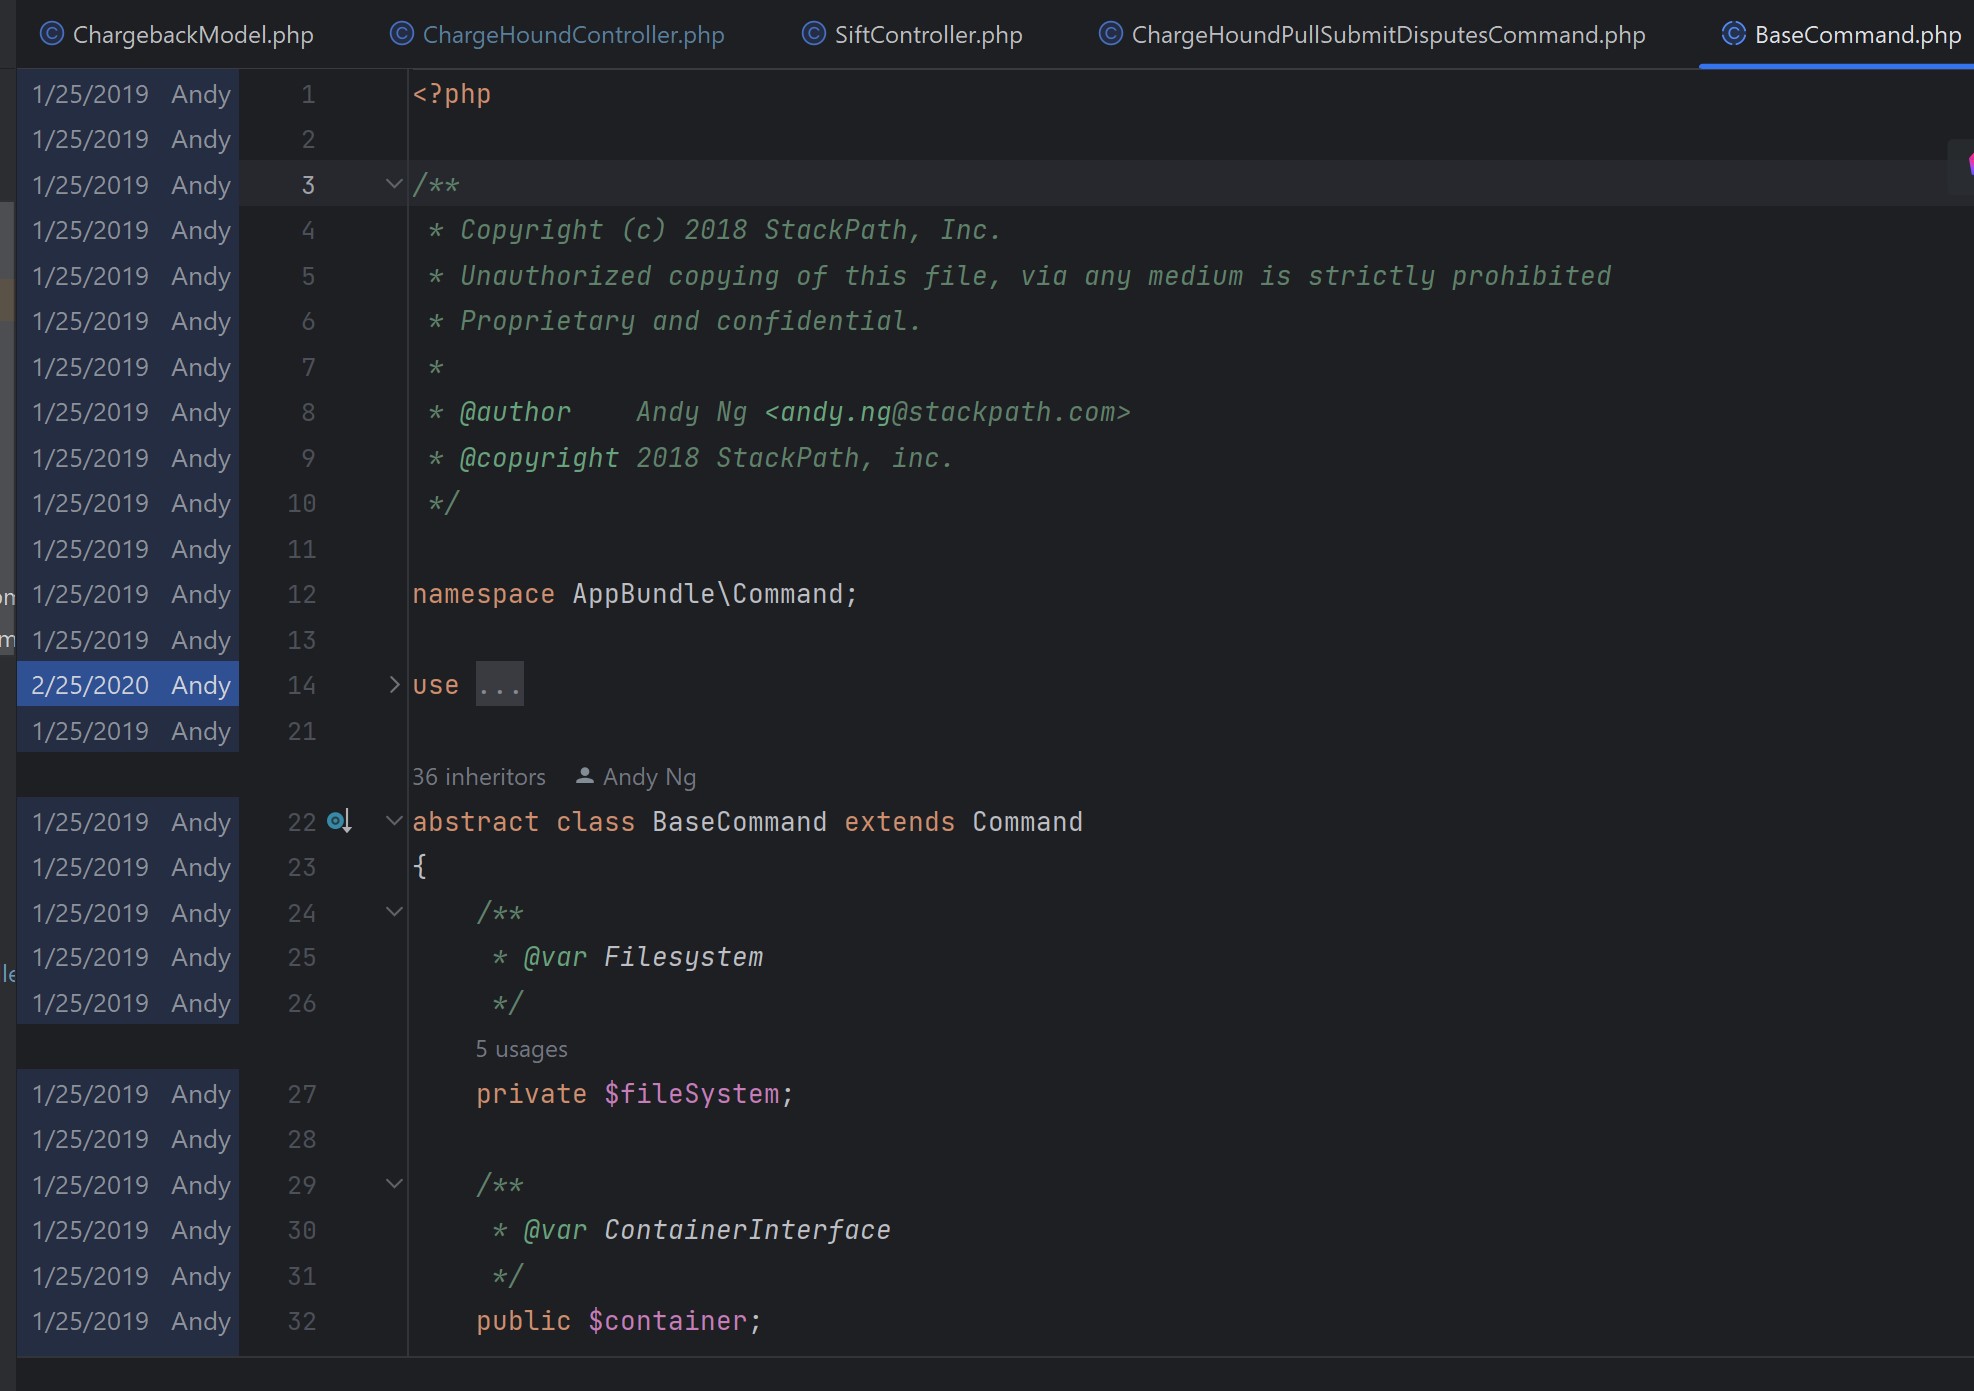 ChargebackModel.php ChargeHoundController.php SiftController.php ChargeHoundPullSubmitDisputesCommand.php BaseCommand.php
1/25/2019 Andy 1 <?php
1/25/2019 Andy 2
1/25/2019 Andy 3 /**
1/25/2019 Andy 4 * Copyright (c) 2018 StackPath, Inc.
1/25/2019 Andy 5 * Unauthorized copying of this file, via any medium is strictly prohibited
1/25/2019 Andy 6 * Proprietary and confidential.
1/25/2019 Andy 7 *
1/25/2019 Andy 8 * @author    Andy Ng <andy.ng@stackpath.com>
1/25/2019 Andy 9 * @copyright 2018 StackPath, inc.
1/25/2019 Andy 10 */
1/25/2019 Andy 11
1/25/2019 Andy 12 namespace AppBundle\Command;
1/25/2019 Andy 13
2/25/2020 Andy 14 use ...
1/25/2019 Andy 21
36 inheritors Andy Ng
1/25/2019 Andy 22 abstract class BaseCommand extends Command
1/25/2019 Andy 23 {
1/25/2019 Andy 24 /**
1/25/2019 Andy 25 * @var Filesystem
1/25/2019 Andy 26 */
5 usages
1/25/2019 Andy 27 private $fileSystem;
1/25/2019 Andy 28
1/25/2019 Andy 29 /**
1/25/2019 Andy 30 * @var ContainerInterface
1/25/2019 Andy 31 */
1/25/2019 Andy 32 public $container;